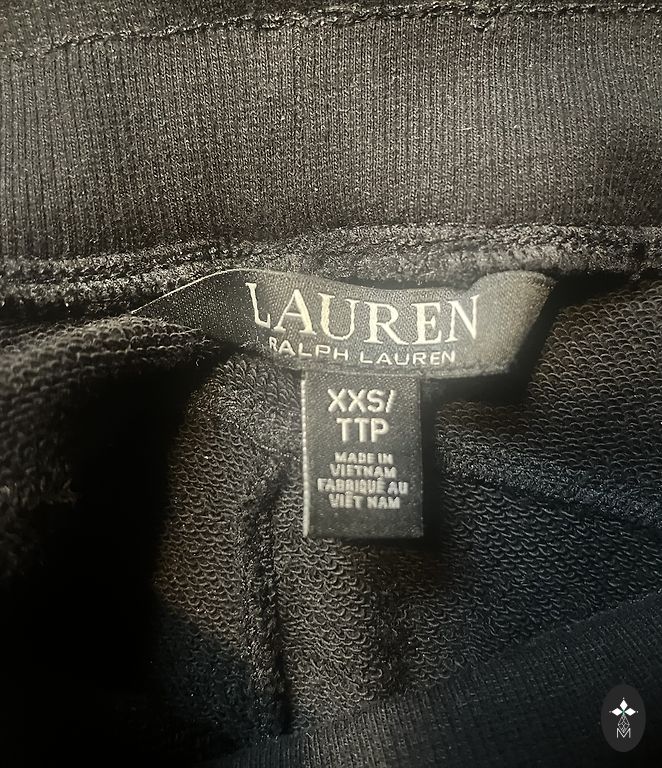 LAUREN
RALPH LAUREN
XXS/
TTP
MADE IN
VIETNAM
FABRIQUÉ AU
VIÊT NAM
M